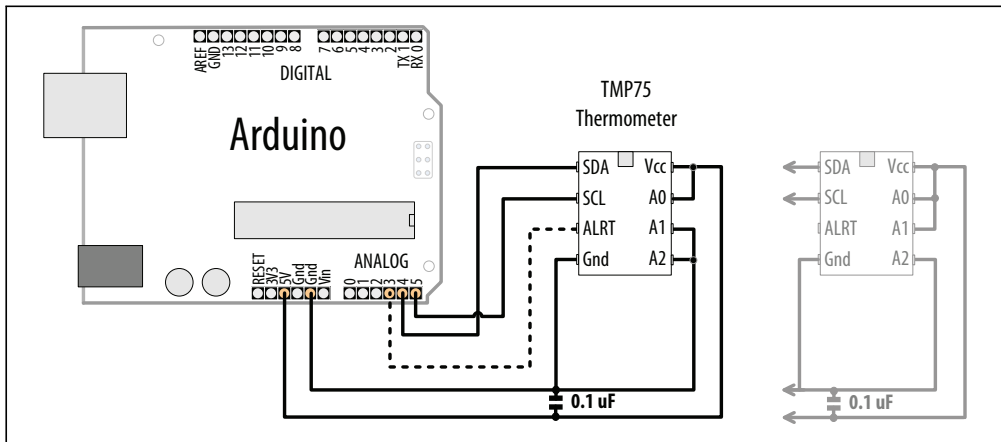 AREF
GND
13
12
11
10
9
8
7
6
5
4
3
2
TX 1
RX 0
DIGITAL
Arduino
ANALOG
RESET
3V3
5V
Gnd
Gnd
Vin
0
1
2
3
4
5
TMP75
Thermometer
SDA Vcc
SCL A0
ALRT A1
Gnd A2
0.1 uF
SDA Vcc
SCL A0
ALRT A1
Gnd A2
0.1 uF